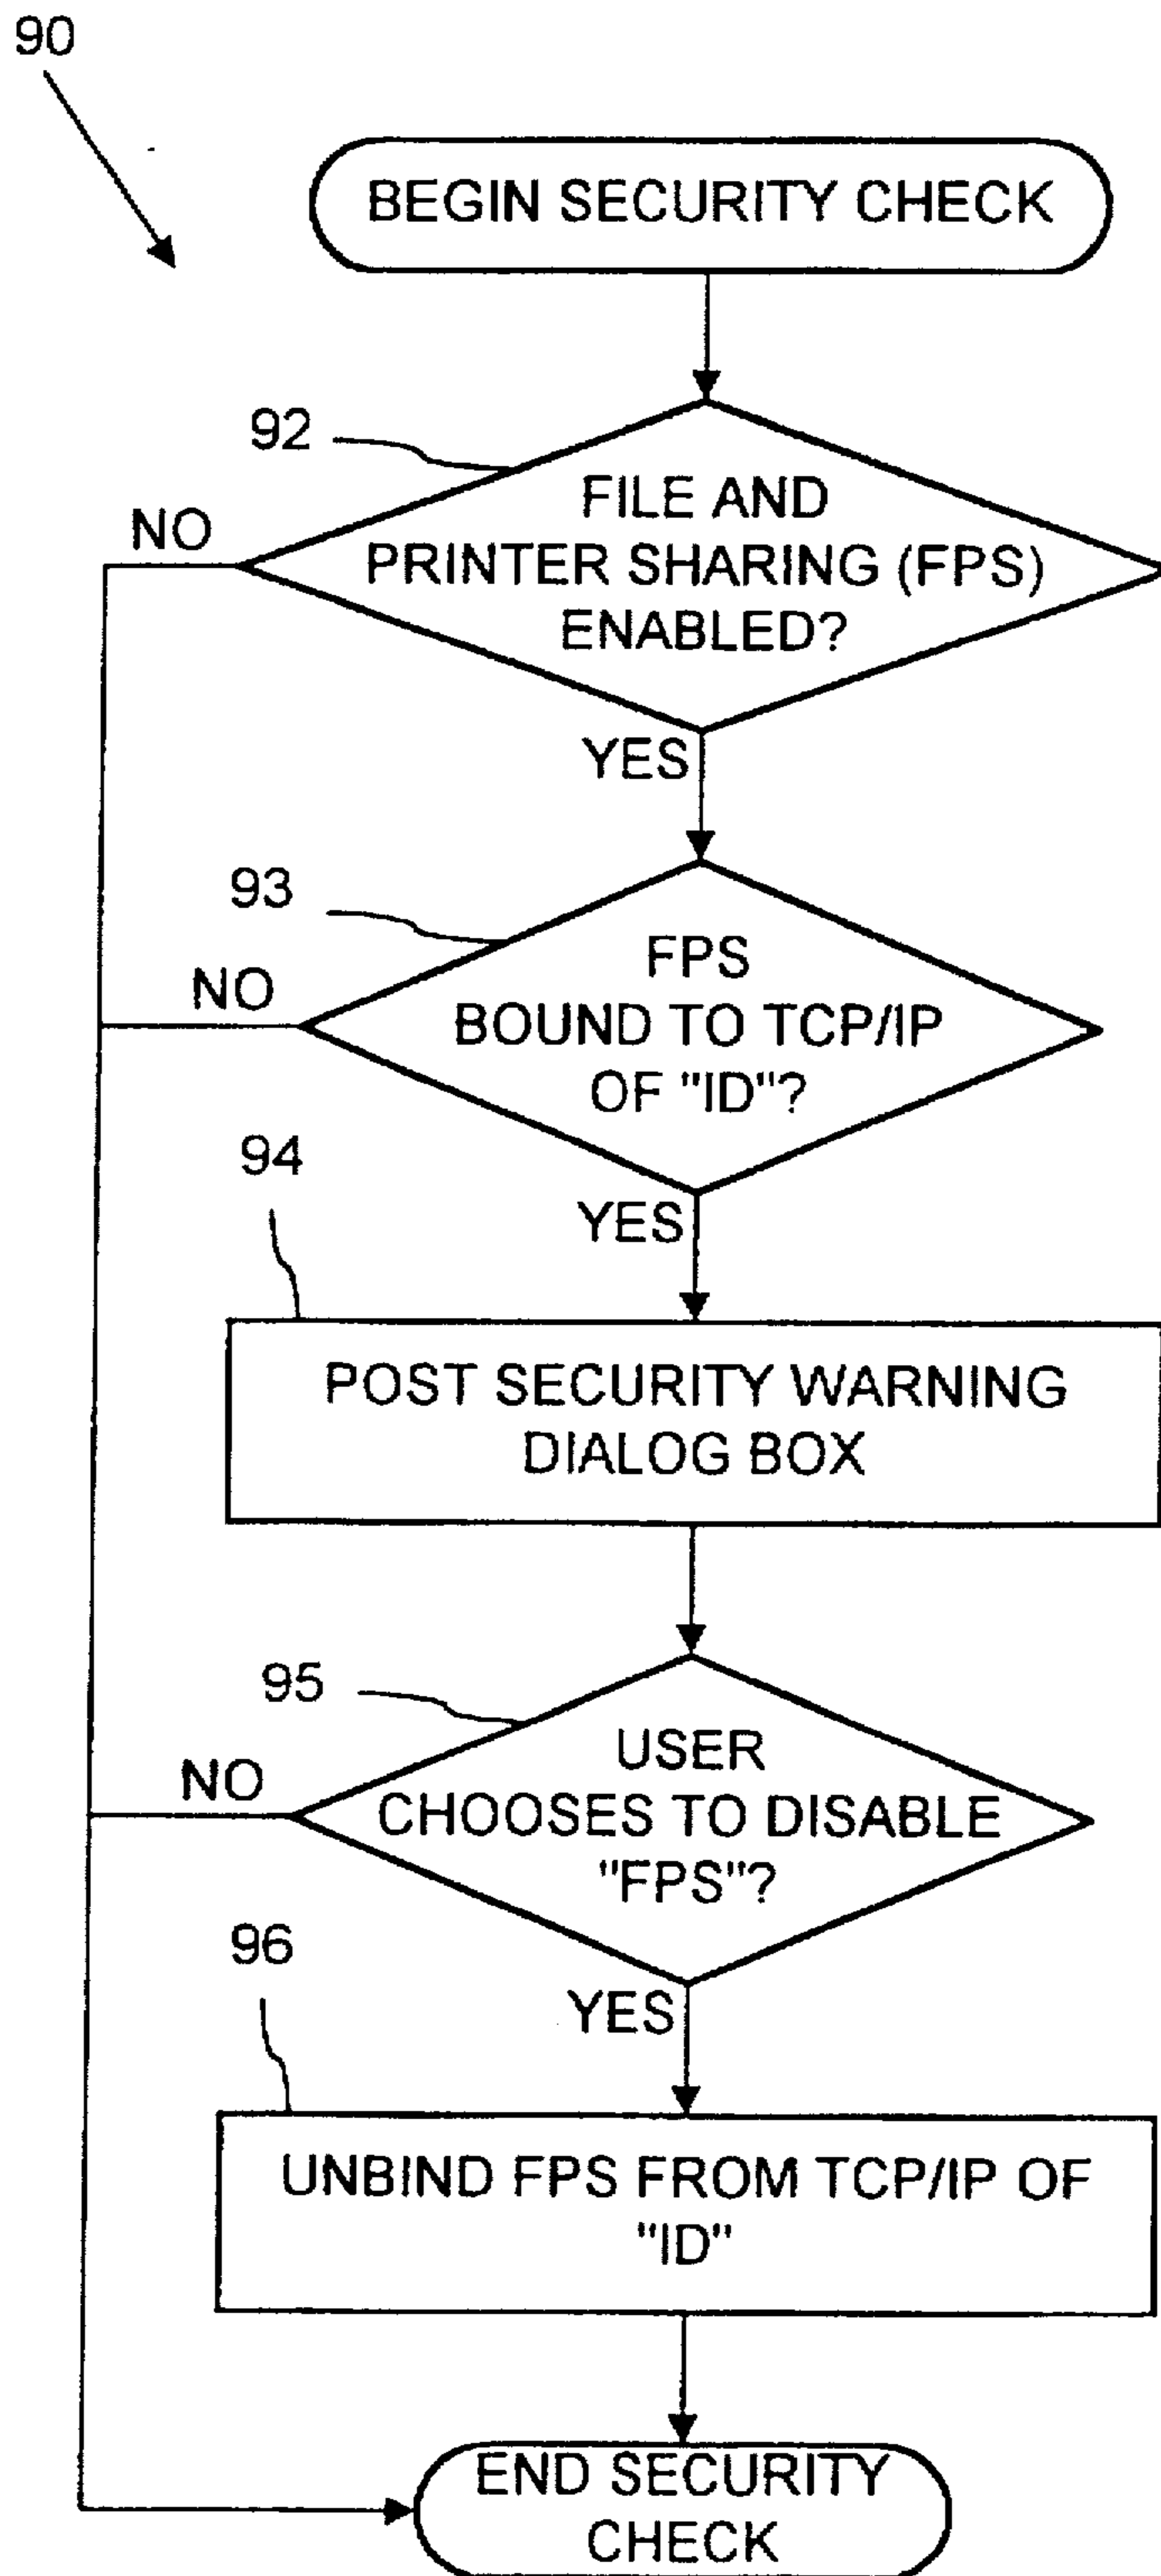 90
BEGIN SECURITY CHECK
92
NO
FILE AND
PRINTER SHARING (FPS)
ENABLED?
YES
93
NO
FPS
BOUND TO TCP/IP
OF "ID"?
94
YES
POST SECURITY WARNING
DIALOG BOX
95
NO
USER
CHOOSES TO DISABLE
"FPS"?
96
YES
UNBIND FPS FROM TCP/IP OF
"ID"
END SECURITY
CHECK